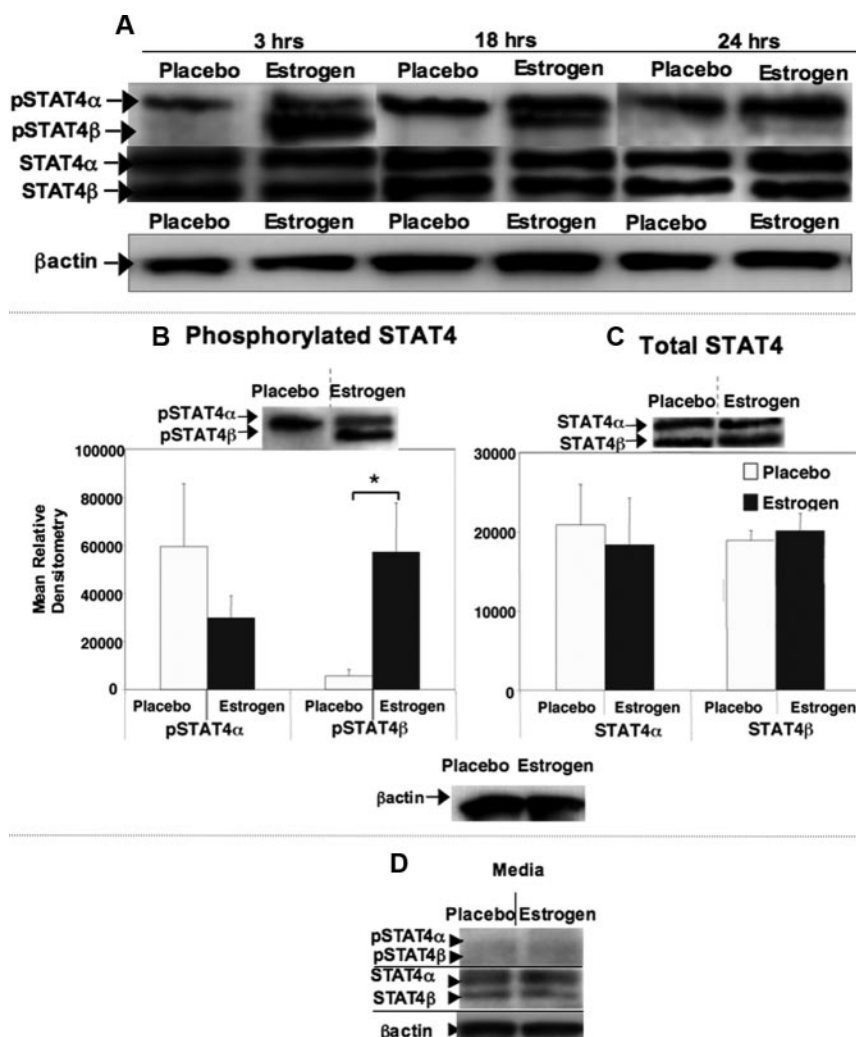 A
3 hrs 18 hrs 24 hrs
Placebo Estrogen Placebo Estrogen Placebo Estrogen
pSTAT4α
pSTAT4β
STAT4α
STAT4β
Placebo Estrogen Placebo Estrogen Placebo Estrogen
βactin
B Phosphorylated STAT4
Placebo Estrogen
pSTAT4α
pSTAT4β
100000
80000
60000
40000
20000
0
Mean Relative
Densitometry
*
Placebo Estrogen Placebo Estrogen
pSTAT4α pSTAT4β
C Total STAT4
Placebo Estrogen
STAT4α
STAT4β
30000
20000
10000
0
Placebo
Estrogen
Placebo Estrogen Placebo Estrogen
STAT4α STAT4β
Placebo Estrogen
βactin
D
Media
Placebo Estrogen
pSTAT4α
pSTAT4β
STAT4α
STAT4β
βactin